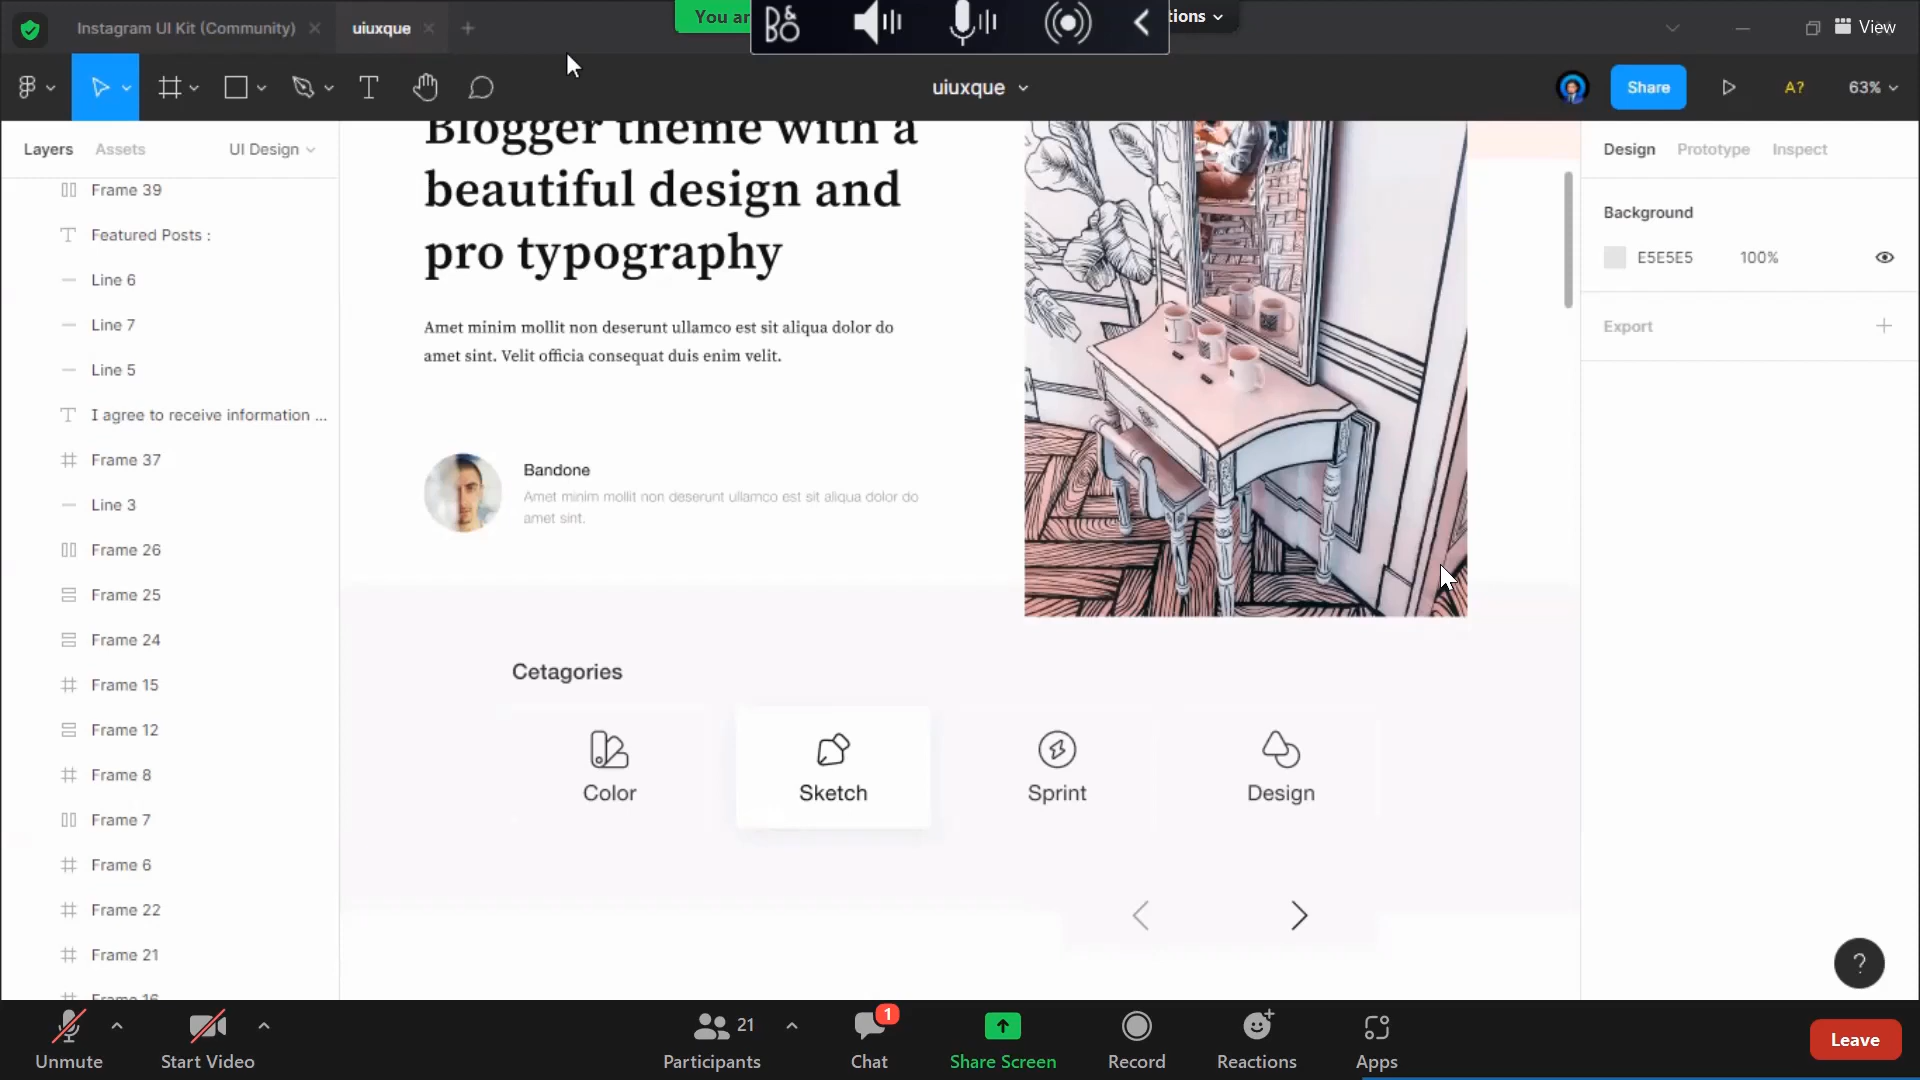 Instagram UI Kit (Community)
uiuxque
You ar
B&O
tions
View
uiuxque
Share
A?
63%
Layers
Assets
UI Design
Frame 39
Featured Posts :
Line 6
Line 7
Line 5
I agree to receive information ...
Frame 37
Line 3
Frame 26
Frame 25
Frame 24
Frame 15
Frame 12
Frame 8
Frame 7
Frame 6
Frame 22
Frame 21
Frame 16
Blogger theme with a
beautiful design and
pro typography
Amet minim mollit non deserunt ullamco est sit aliqua dolor do
amet sint. Velit officia consequat duis enim velit.
Bandone
Amet minim mollit non deserunt ullamco est sit aliqua dolor do
amet sint.
Cetagories
Color
Sketch
Sprint
Design
Design
Prototype
Inspect
Background
E5E5E5
100%
Export
?
Unmute
Start Video
21
Participants
1
Chat
Share Screen
Record
Reactions
Apps
Leave